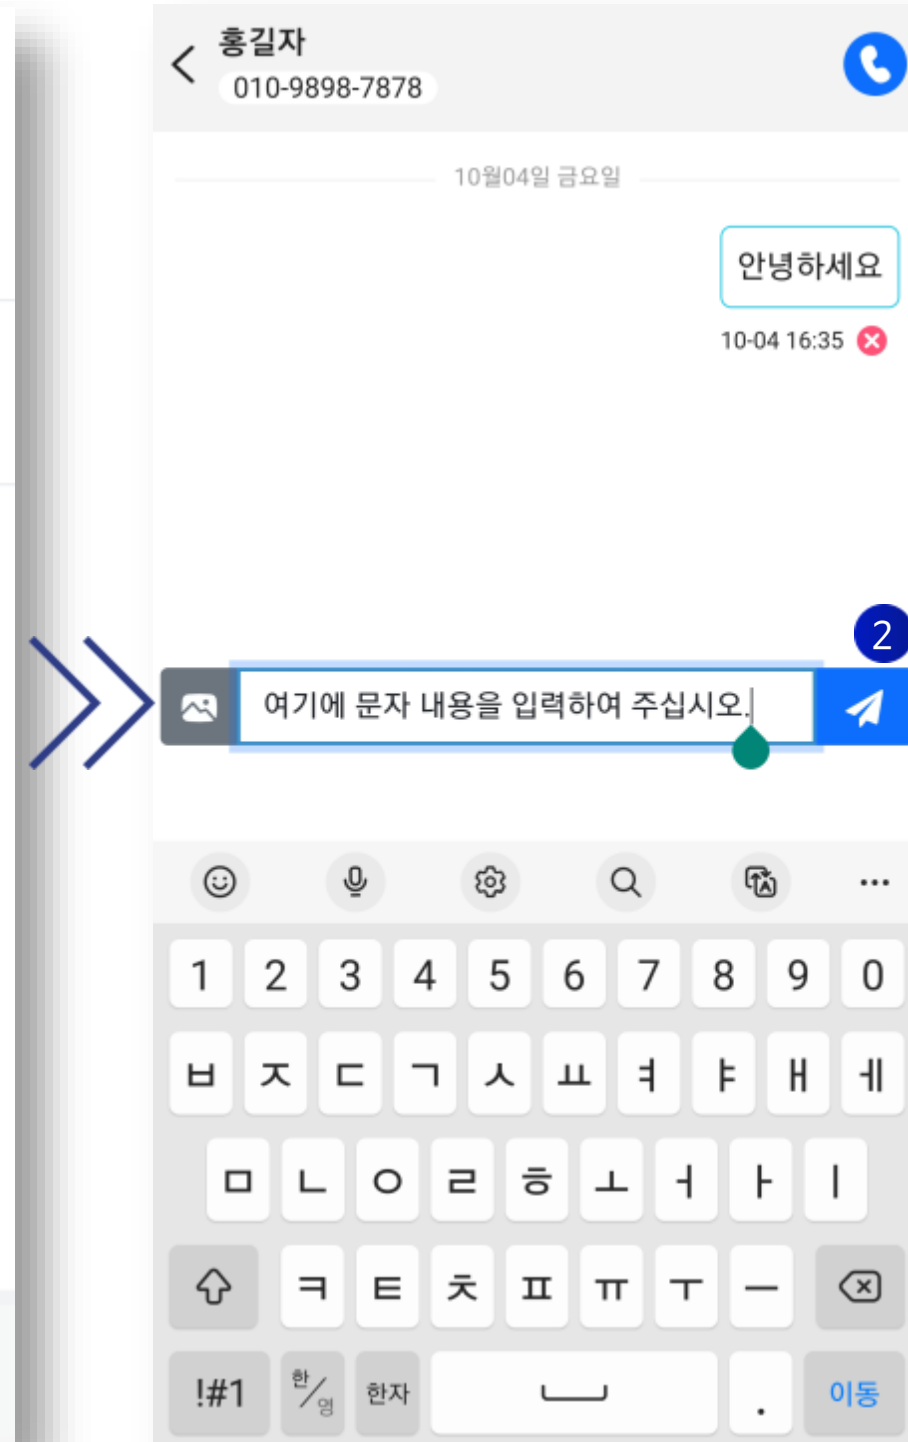 홍길자
010-9898-7878
10월04일 금요일
안녕하세요
10-04 16:35
2
여기에 문자 내용을 입력하여 주십시오.
1 2 3 4 5 6 7 8 9 0
ㅂ ㅈ ㄷ ㄱ ㅅ ㅛ ㅕ ㅑ ㅐ ㅔ
ㅁ ㄴ ㅇ ㄹ ㅎ ㅗ ㅓ ㅏ ㅣ
ㅋ ㅌ ㅊ ㅍ ㅠ ㅜ ㅡ
!#1 한/영 한자 . 이동